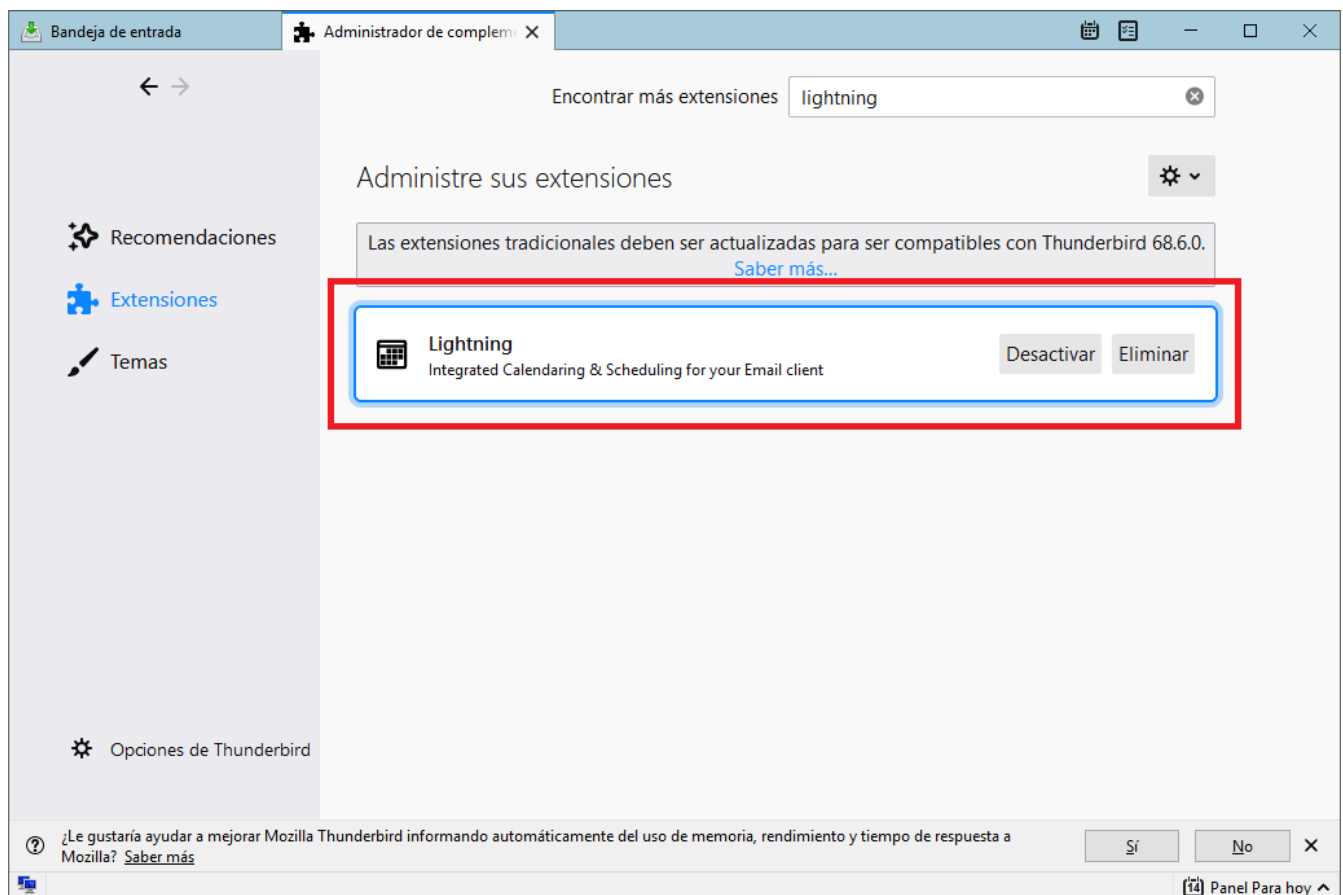 Bandeja de entrada
Administrador de complem
Encontrar más extensiones
lightning
Administre sus extensiones
Recomendaciones
Extensiones
Temas
Las extensiones tradicionales deben ser actualizadas para ser compatibles con Thunderbird 68.6.0.
Saber más...
Lightning
Integrated Calendaring & Scheduling for your Email client
Desactivar
Eliminar
Opciones de Thunderbird
¿Le gustaría ayudar a mejorar Mozilla Thunderbird informando automáticamente del uso de memoria, rendimiento y tiempo de respuesta a
Mozilla? Saber más
Sí
No
14
Panel Para hoy